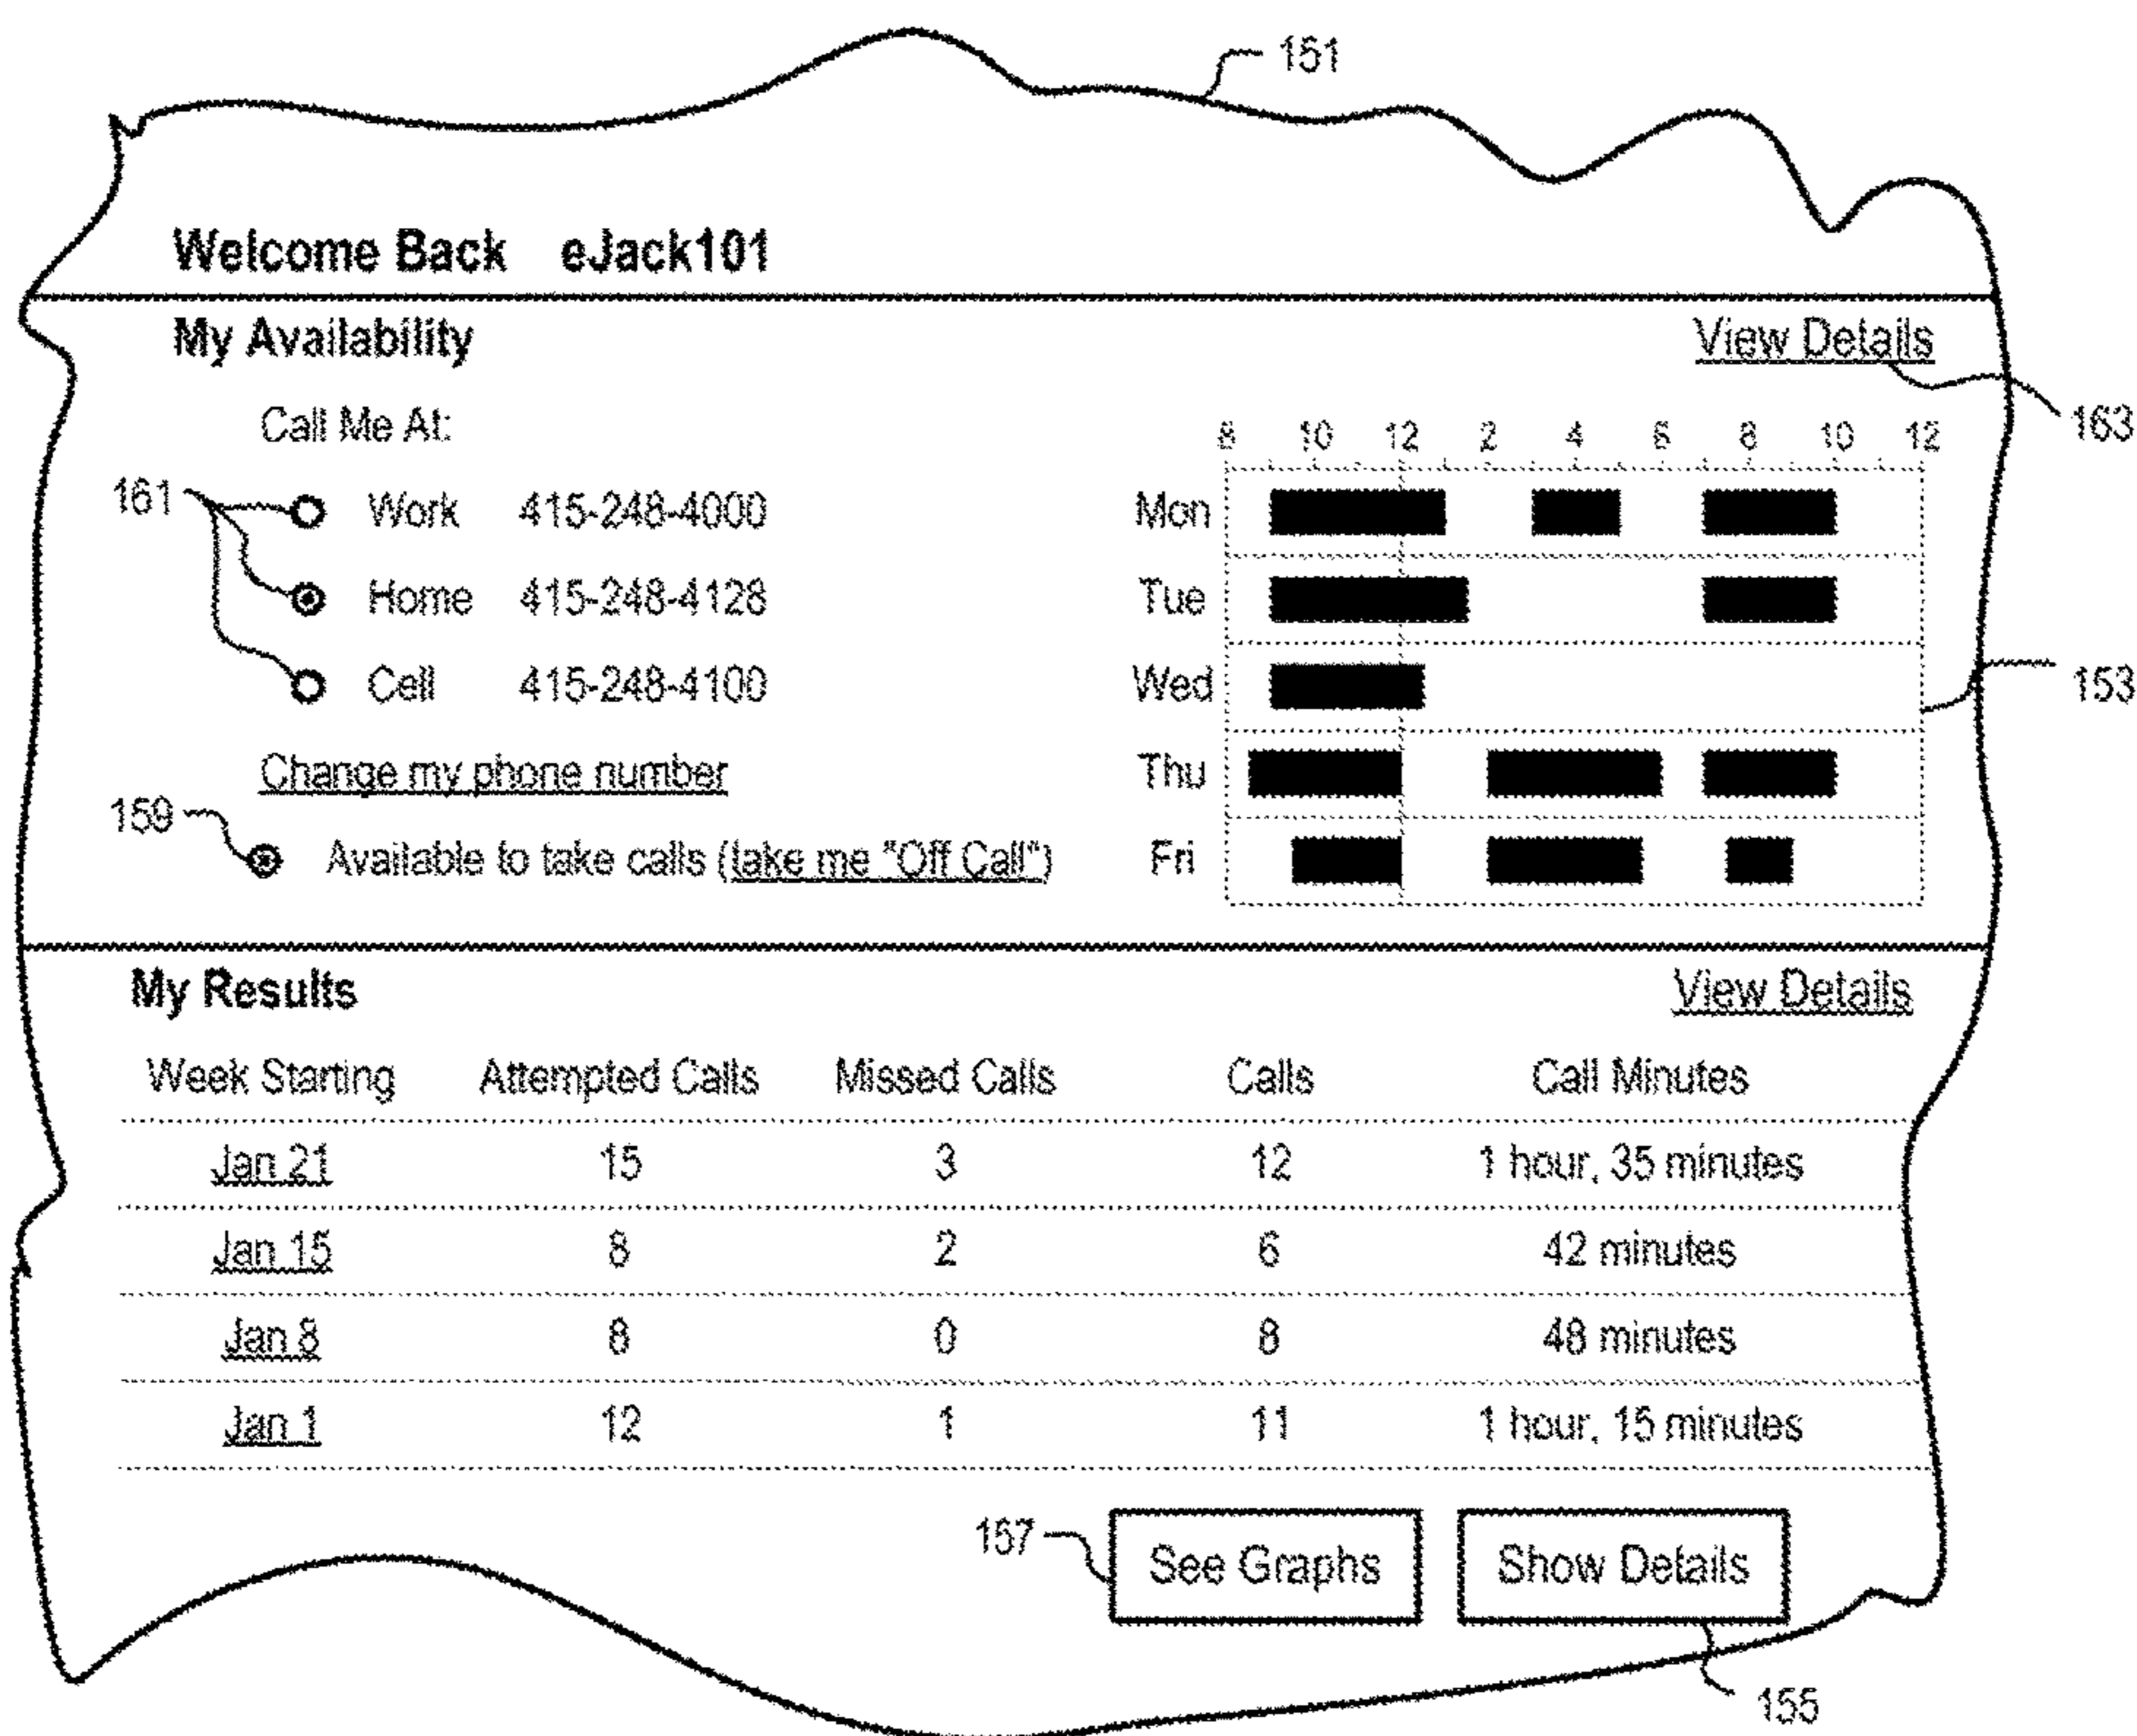 151
Welcome Back eJack101
My Availability View Details
163
Call Me At:
8 10 12 2 4 6 8 10 12
161 Work 415-248-4000 Mon
Home 415-248-4128 Tue
Cell 415-248-4100 Wed
153
Change my phone number Thu
159
Available to take calls (take me "Off Call") Fri
My Results View Details
Week Starting Attempted Calls Missed Calls Calls Call Minutes
Jan 21 15 3 12 1 hour, 35 minutes
Jan 15 8 2 6 42 minutes
Jan 8 8 0 8 48 minutes
Jan 1 12 1 11 1 hour, 15 minutes
157 See Graphs Show Details
155